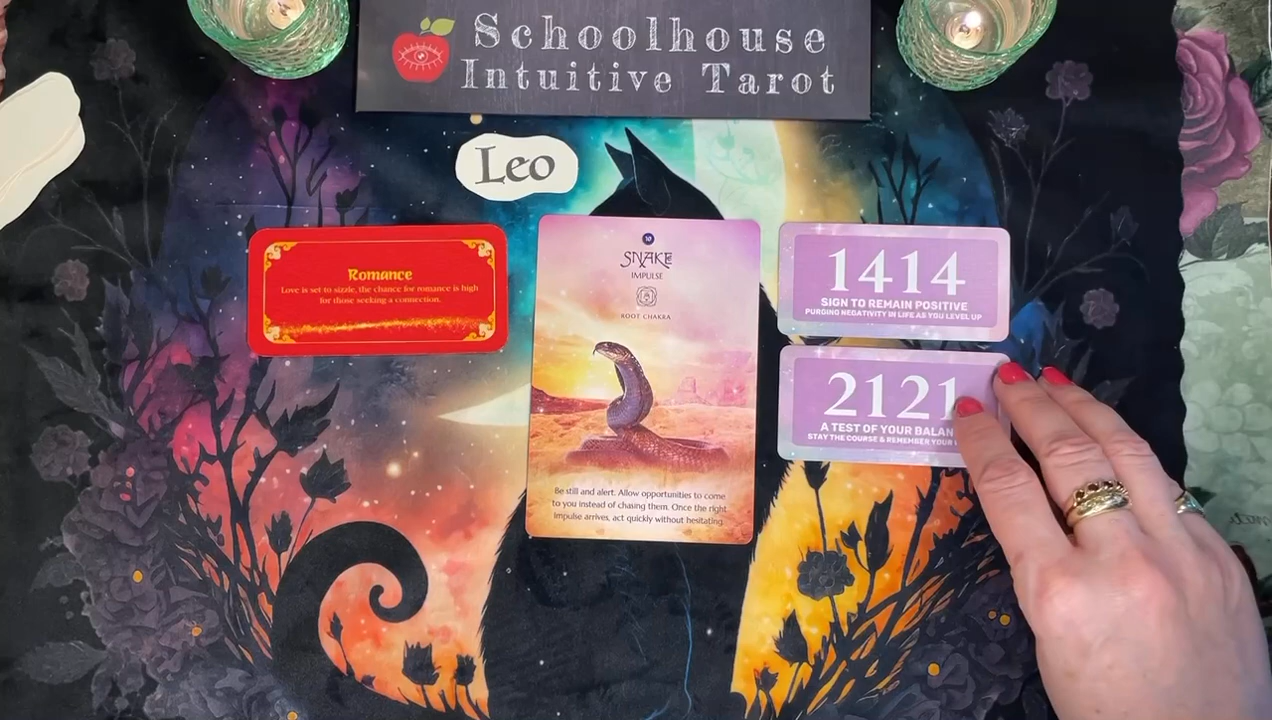 Schoolhouse
Intuitive Tarot
Leo
Romance
Love is set to sizzle, the chance for romance is high
for those seeking a connection.
10
SNAKE
IMPULSE
ROOT CHAKRA
Be still and alert. Allow opportunities to come
to you instead of chasing them. Once the right
impulse arrives, act quickly without hesitating
1414
SIGN TO REMAIN POSITIVE
PURGING NEGATIVITY IN LIFE AS YOU LEVEL UP
2121
A TEST OF YOUR BALAN
STAY THE COURSE & REMEMBER YOUR